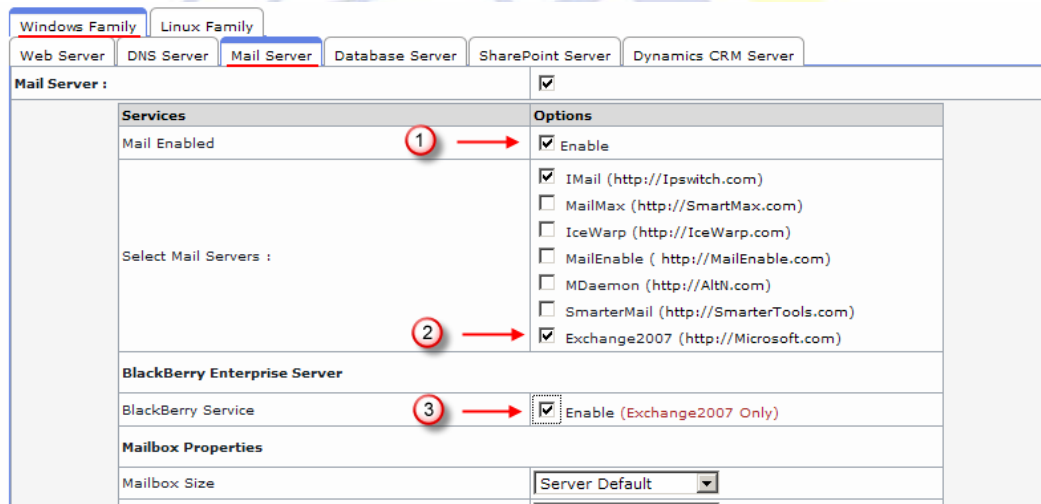 Windows Family Linux Family
Web Server DNS Server Mail Server Database Server SharePoint Server Dynamics CRM Server
Mail Server :
Services Options
Mail Enabled 1 Enable
IMail (http://Ipswitch.com)
MailMax (http://SmartMax.com)
IceWarp (http://IceWarp.com)
Select Mail Servers :
MailEnable ( http://MailEnable.com)
MDaemon (http://AltN.com)
SmarterMail (http://SmarterTools.com)
2 Exchange2007 (http://Microsoft.com)
BlackBerry Enterprise Server
BlackBerry Service 3 Enable (Exchange2007 Only)
Mailbox Properties
Mailbox Size Server Default